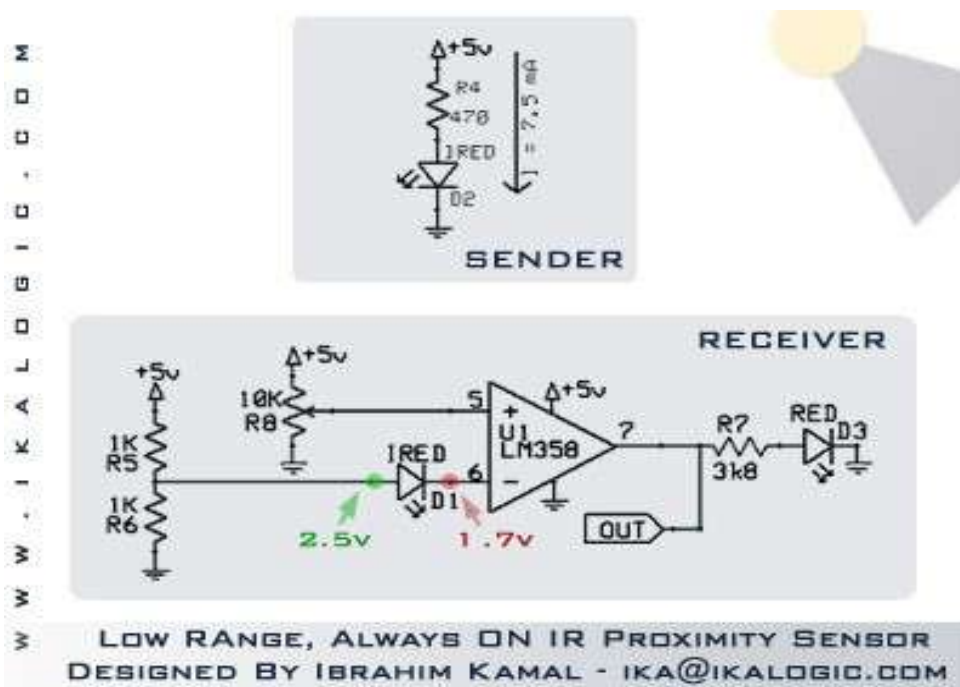 WWW.IKALOGIC.COM
+5v
R4
470
I = 7,5 mA
IRED
D2
SENDER
RECEIVER
+5v
1K
R5
1K
R6
+5v
10K
R8
IRED
D1
2.5v
1.7v
5
+
6
-
U1
LM358
+5v
7
R7
3k8
RED
D3
OUT
LOW RANGE, ALWAYS ON IR PROXIMITY SENSOR
DESIGNED BY IBRAHIM KAMAL - IKA@IKALOGIC.COM